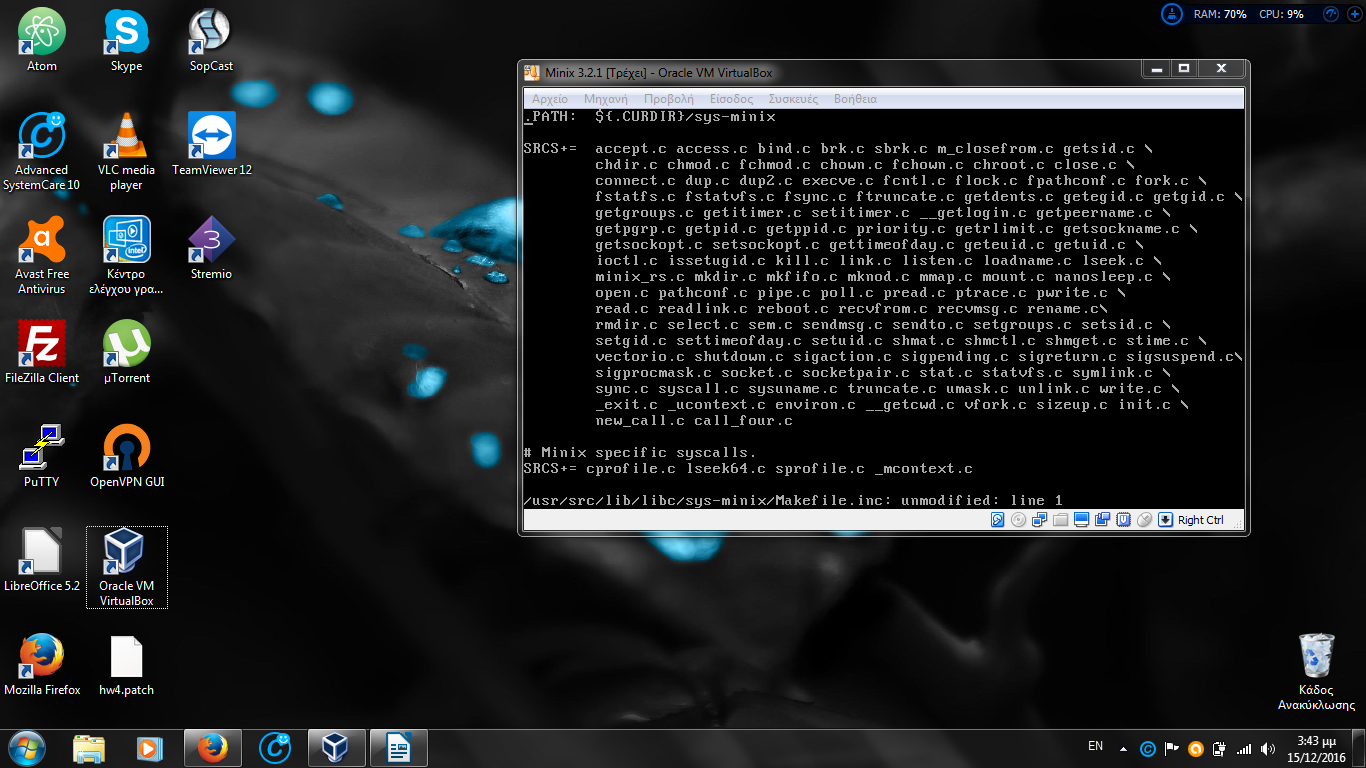 Atom
Skype
SopCast
Advanced
SystemCare 10
VLC media
player
TeamViewer 12
Avast Free
Antivirus
Κέντρο
ελέγχου γρα...
Stremio
FileZilla Client
µTorrent
PuTTY
OpenVPN GUI
LibreOffice 5.2
Oracle VM
VirtualBox
Mozilla Firefox
hw4.patch
RAM: 70% CPU: 9%
Minix 3.2.1 [Τρέχει] - Oracle VM VirtualBox
Αρχείο Μηχανή Προβολή Είσοδος Συσκευές Βοήθεια
.PATH: ${.CURDIR}/sys-minix
SRCS+= accept.c access.c bind.c brk.c sbrk.c m_closefrom.c getsid.c \
chdir.c chmod.c fchmod.c chown.c fchown.c chroot.c close.c \
connect.c dup.c dup2.c execve.c fcntl.c flock.c fpathconf.c fork.c \
fstatfs.c fstatvfs.c fsync.c ftruncate.c getdents.c getegid.c getgid.c \
getgroups.c getitimer.c setitimer.c __getlogin.c getpeername.c \
getpgrp.c getpid.c getppid.c priority.c getrlimit.c getsockname.c \
getsockopt.c setsockopt.c gettimeofday.c geteuid.c getuid.c \
ioctl.c issetugid.c kill.c link.c listen.c loadname.c lseek.c \
minix_rs.c mkdir.c mkfifo.c mknod.c mmap.c mount.c nanosleep.c \
open.c pathconf.c pipe.c poll.c pread.c ptrace.c pwrite.c \
read.c readlink.c reboot.c recvfrom.c recvmsg.c rename.c\
rmdir.c select.c sem.c sendmsg.c sendto.c setgroups.c setsid.c \
setgid.c settimeofday.c setuid.c shmat.c shmctl.c shmget.c stime.c \
vectorio.c shutdown.c sigaction.c sigpending.c sigreturn.c sigsuspend.c\
sigprocmask.c socket.c socketpair.c stat.c statvfs.c symlink.c \
sync.c syscall.c sysuname.c truncate.c umask.c unlink.c write.c \
_exit.c _ucontext.c environ.c __getcwd.c vfork.c sizeup.c init.c \
new_call.c call_four.c
# Minix specific syscalls.
SRCS+= cprofile.c lseek64.c sprofile.c _mcontext.c
/usr/src/lib/libc/sys-minix/Makefile.inc: unmodified: line 1
Right Ctrl
Κάδος
Ανακύκλωσης
EN
3:43 μμ
15/12/2016